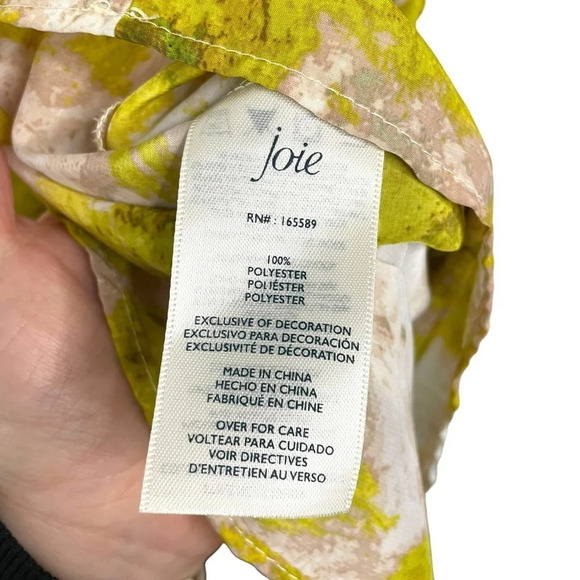 joie
RN# : 165589
100%
POLYESTER
POLIÉSTER
POLYESTER
EXCLUSIVE OF DECORATION
EXCLUSIVO PARA DECORACIÓN
EXCLUSIVITÉ DE DÉCORATION
MADE IN CHINA
HECHO EN CHINA
FABRIQUÉ EN CHINE
OVER FOR CARE
VOLTEAR PARA CUIDADO
VOIR DIRECTIVES
D'ENTRETIEN AU VERSO